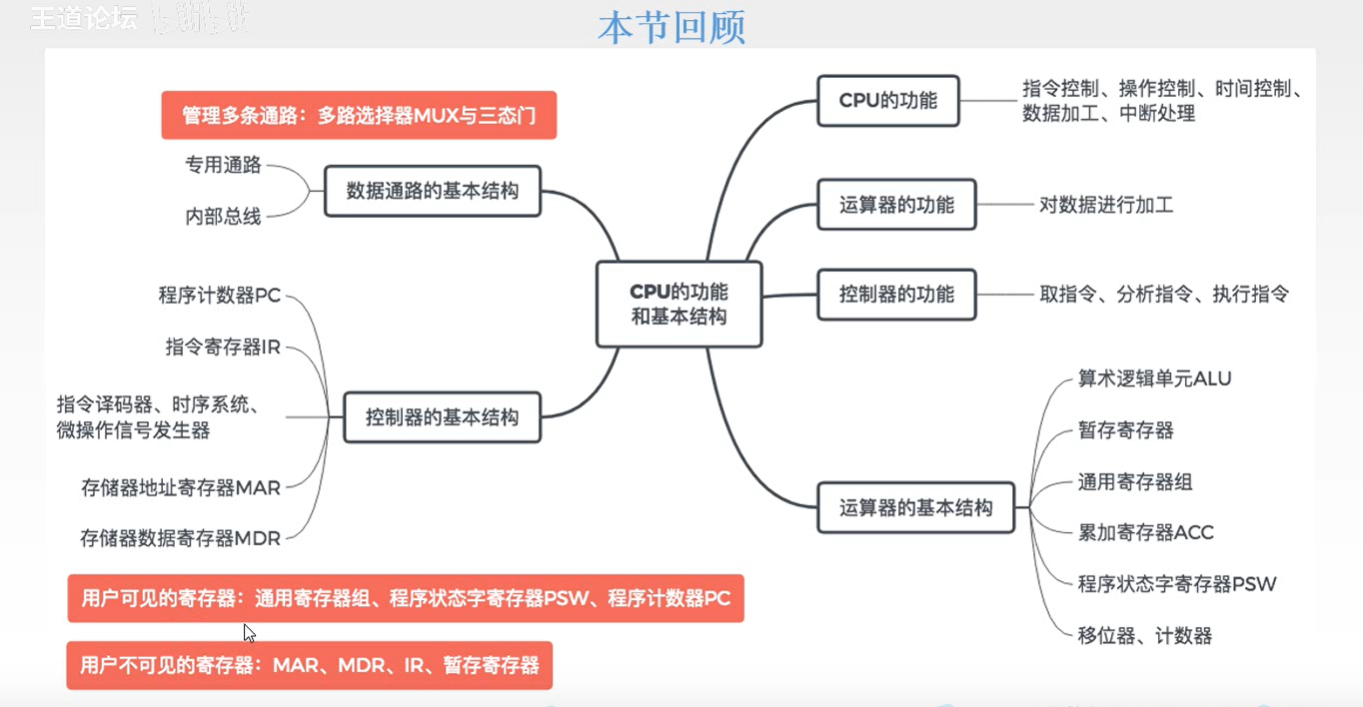 王道论坛
本节回顾
管理多条通路：多路选择器MUX与三态门
专用通路
内部总线
数据通路的基本结构
程序计数器PC
指令寄存器IR
指令译码器、时序系统、
微操作信号发生器
存储器地址寄存器MAR
存储器数据寄存器MDR
控制器的基本结构
用户可见的寄存器：通用寄存器组、程序状态字寄存器PSW、程序计数器PC
用户不可见的寄存器：MAR、MDR、IR、暂存寄存器
CPU的功能
和基本结构
CPU的功能
指令控制、操作控制、时间控制、
数据加工、中断处理
运算器的功能
对数据进行加工
控制器的功能
取指令、分析指令、执行指令
运算器的基本结构
算术逻辑单元ALU
暂存寄存器
通用寄存器组
累加寄存器ACC
程序状态字寄存器PSW
移位器、计数器